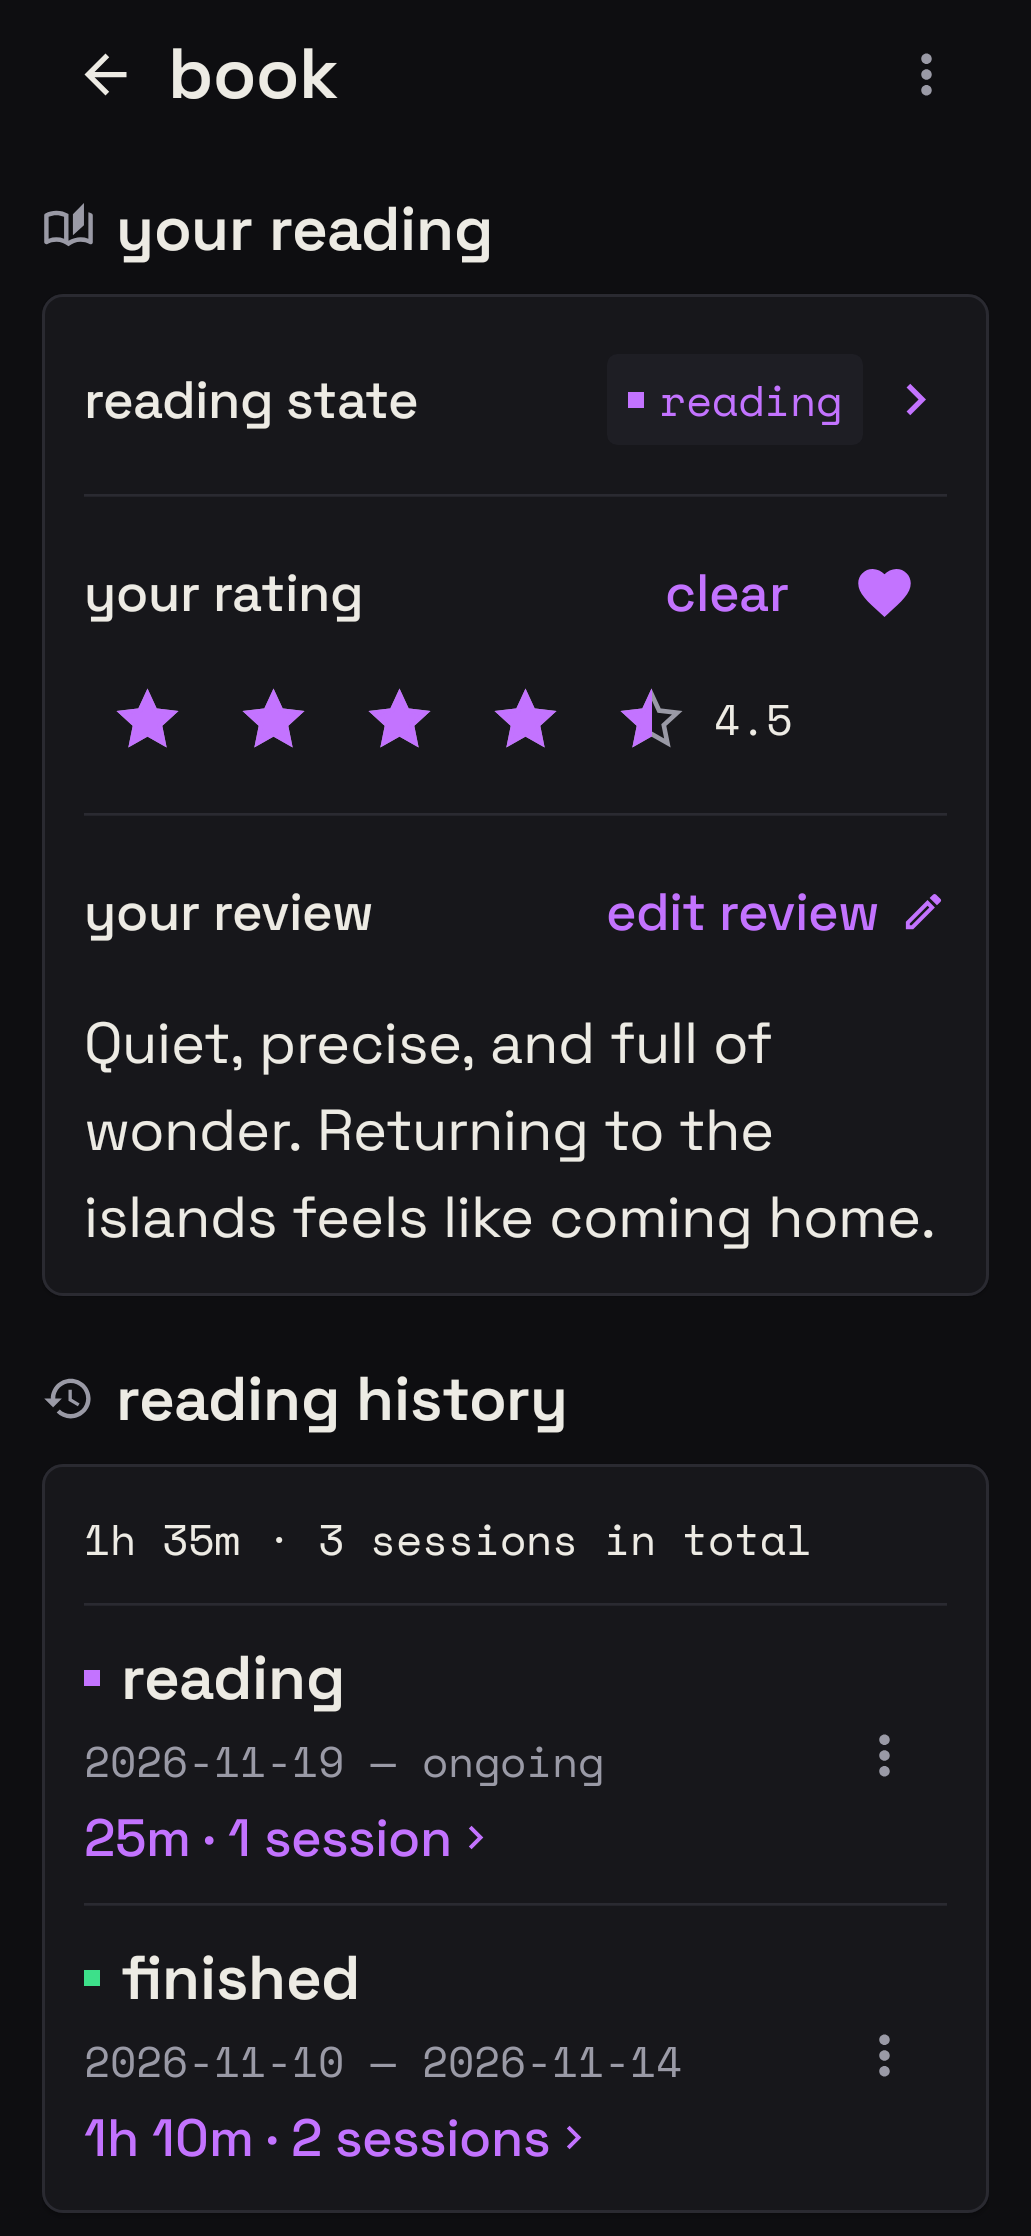 book
your reading
reading state
reading
your rating
clear
4.5
your review
edit review
Quiet, precise, and full of
wonder. Returning to the
islands feels like coming home.
reading history
1h 35m · 3 sessions in total
reading
2026-11-19 — ongoing
25m · 1 session
finished
2026-11-10 — 2026-11-14
1h 10m · 2 sessions